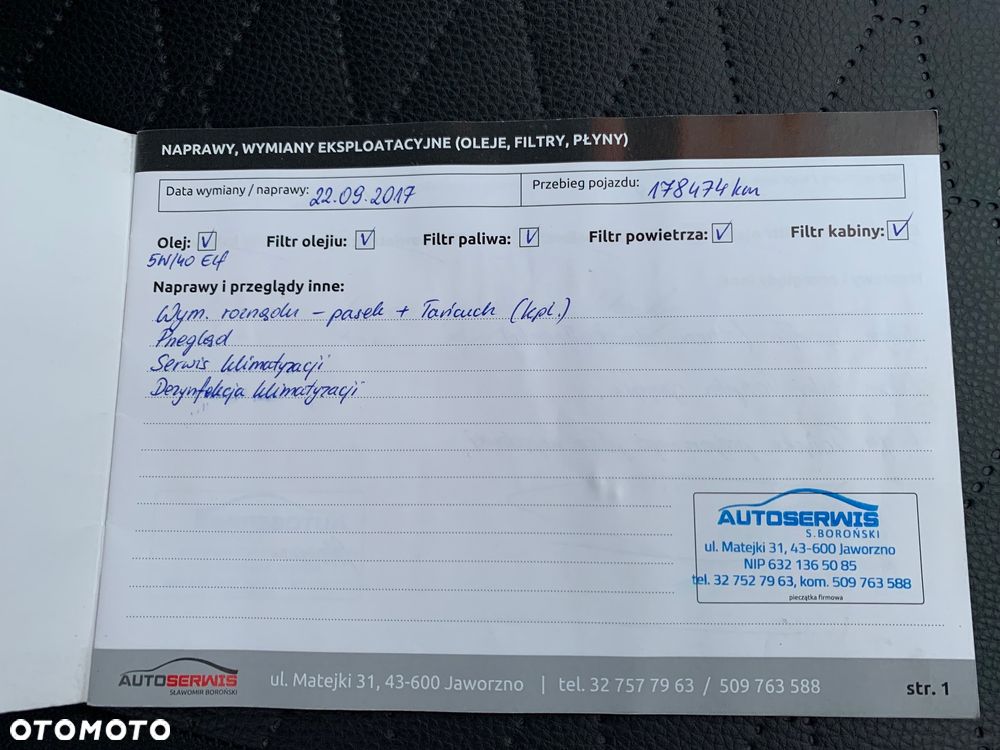 NAPRAWY, WYMIANY EKSPLOATACYJNE (OLEJE, FILTRY, PŁYNY)
Data wymiany / naprawy: 22.09.2017 Przebieg pojazdu: 178474 km
Olej: V Filtr olejiu: V Filtr paliwa: V Filtr powietrza: V Filtr kabiny: V
5W/40 Elf
Naprawy i przeglądy inne:
Wym. rozrządu – pasek + Łańcuch (kpl.)
Przegląd
Serwis klimatyzacji
Dezynfekcja klimatyzacji
AUTOSERWIS
S.BOROŃSKI
ul. Matejki 31, 43-600 Jaworzno
NIP 632 136 50 85
tel. 32 752 79 63, kom. 509 763 588
pieczątka firmowa
AUTOSERWIS
SŁAWOMIR BOROŃSKI
ul. Matejki 31, 43-600 Jaworzno | tel. 32 757 79 63 / 509 763 588
str. 1
OTOMOTO